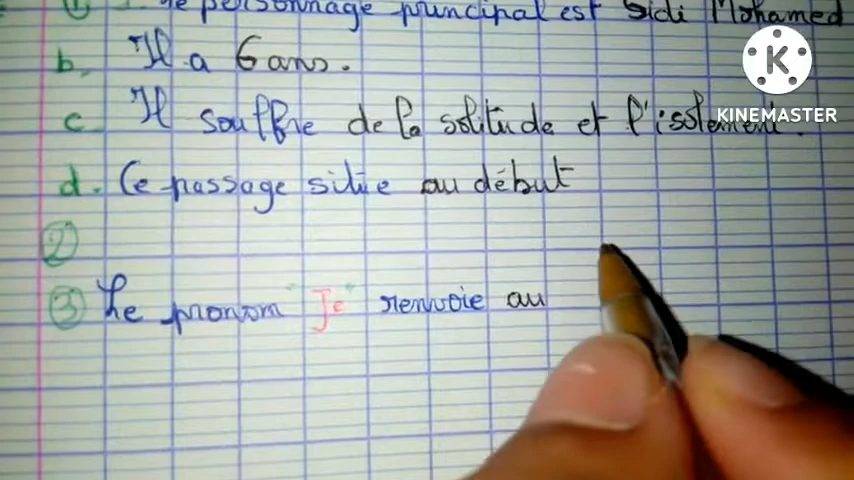 ① Le personnage principal est Sidi Mohamed
b. Il a 6 ans.
c Il souffre de la solitude et l'isolement.
d. Ce passage situe au début
②
③ Le pronom "Je" renvoie au
KINEMASTER